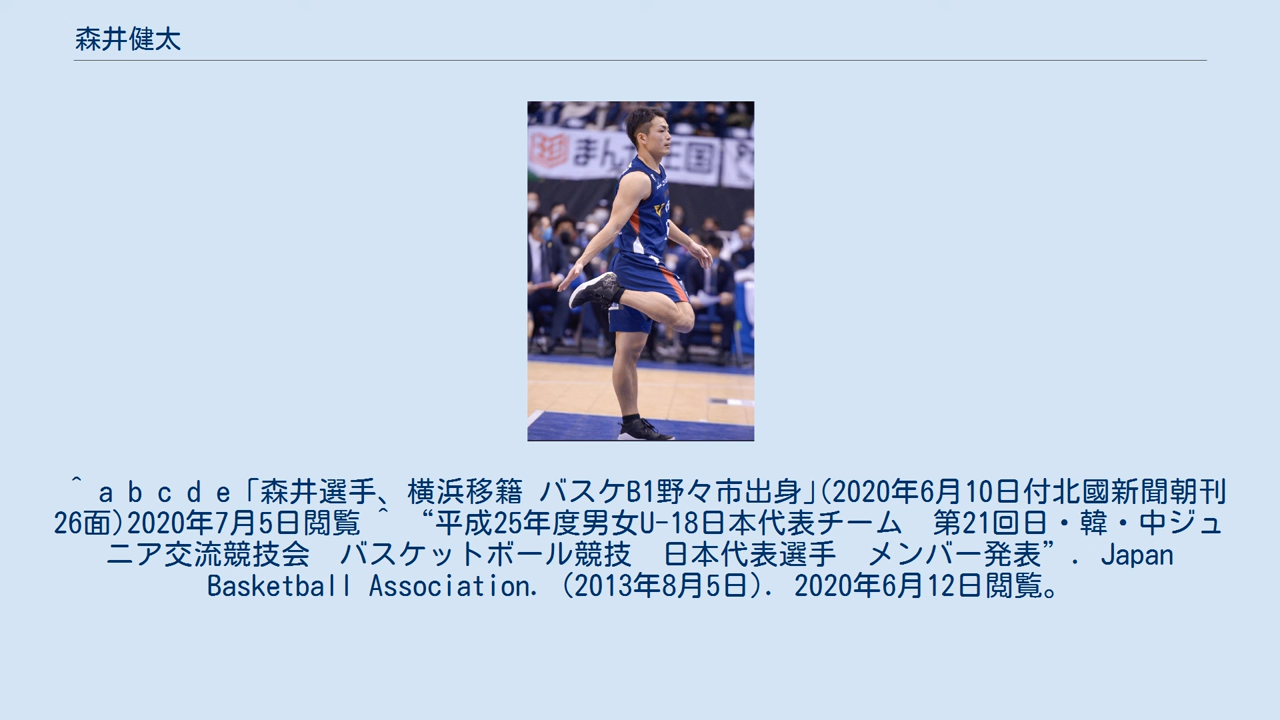 森井健太
まんが王国
^ a b c d e「森井選手、横浜移籍 バスケB1野々市出身」(2020年6月10日付北國新聞朝刊
26面)2020年7月5日閲覧 ^ “平成25年度男女U-18日本代表チーム　第21回日・韓・中ジュ
ニア交流競技会　バスケットボール競技　日本代表選手　メンバー発表”. Japan
Basketball Association. (2013年8月5日). 2020年6月12日閲覧。